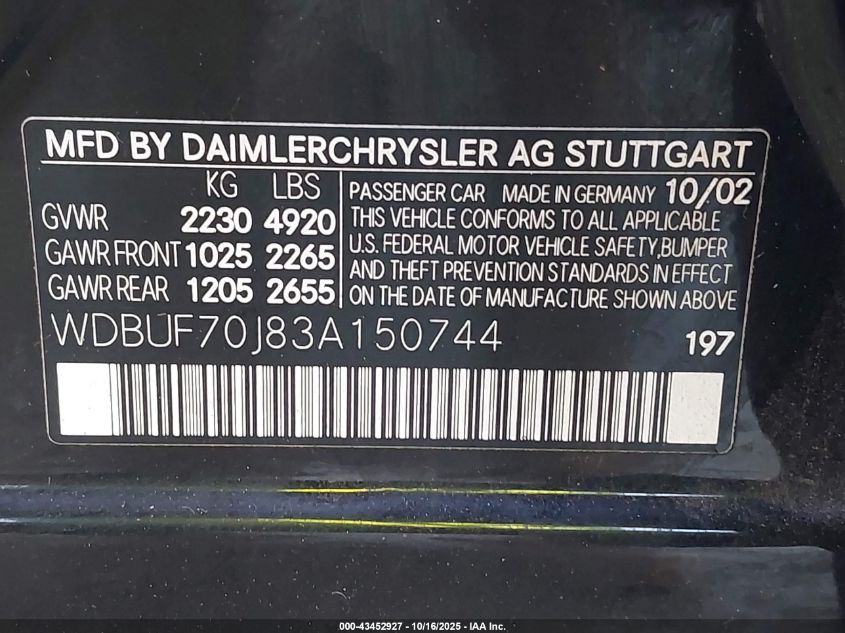 MFD BY DAIMLERCHRYSLER AG STUTTGART
KG LBS
GVWR 2230 4920
GAWR FRONT 1025 2265
GAWR REAR 1205 2655
PASSENGER CAR MADE IN GERMANY 10/02
THIS VEHICLE CONFORMS TO ALL APPLICABLE
U.S. FEDERAL MOTOR VEHICLE SAFETY,BUMPER
AND THEFT PREVENTION STANDARDS IN EFFECT
ON THE DATE OF MANUFACTURE SHOWN ABOVE
WDBUF70J83A150744
197
000-43452927 - 10/16/2025 - IAA Inc.